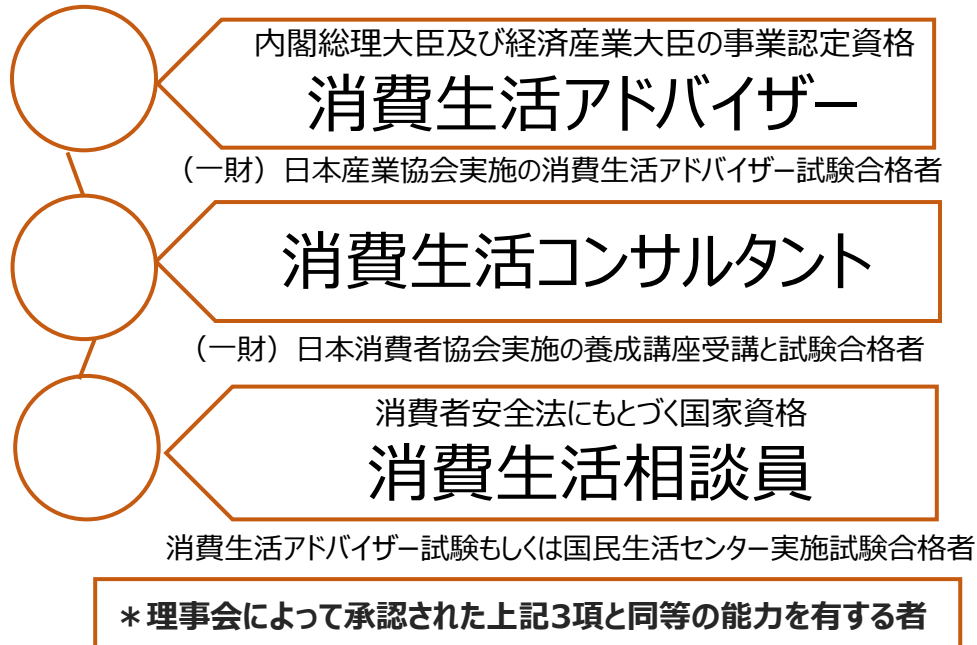 内閣総理大臣及び経済産業大臣の事業認定資格
消費生活アドバイザー
（一財）日本産業協会実施の消費生活アドバイザー試験合格者
消費生活コンサルタント
（一財）日本消費者協会実施の養成講座受講と試験合格者
消費者安全法にもとづく国家資格
消費生活相談員
消費生活アドバイザー試験もしくは国民生活センター実施試験合格者
＊理事会によって承認された上記3項と同等の能力を有する者